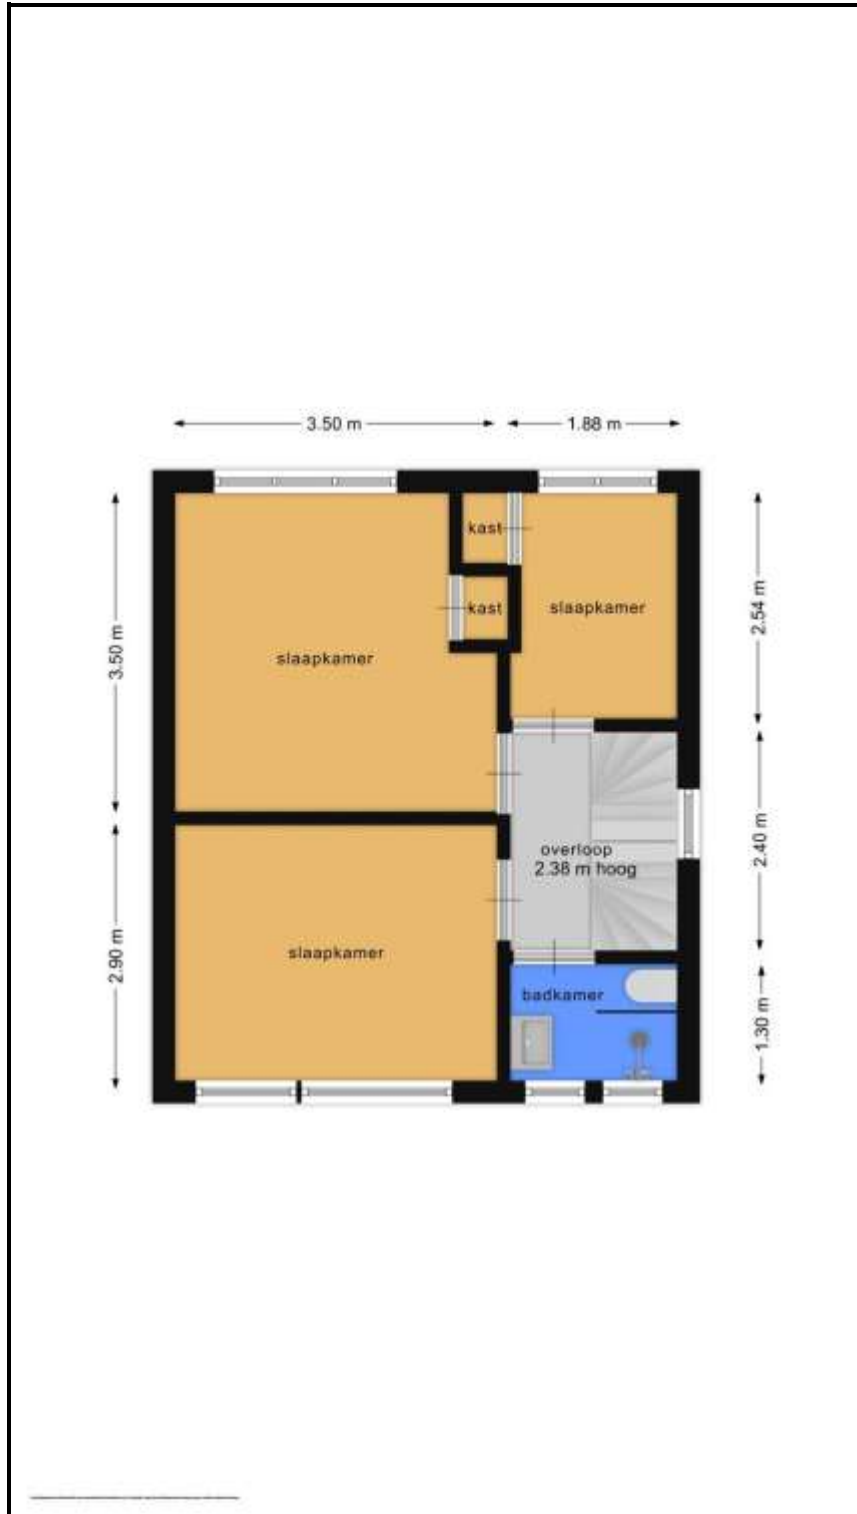 3.50 m
1.88 m
kast
kast
slaapkamer
2.54 m
3.50 m
slaapkamer
overloop
2.38 m hoog
2.40 m
slaapkamer
2.90 m
badkamer
1.30 m